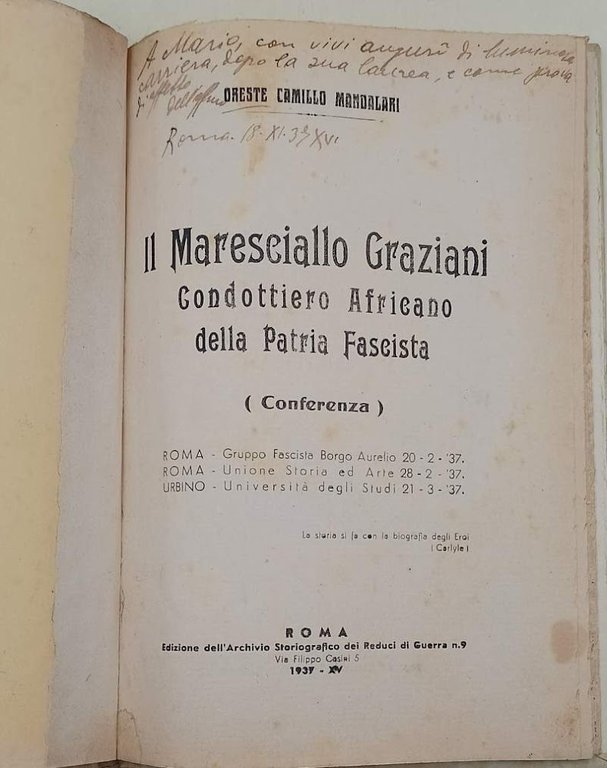 A Mario, con vivi augurî di luminosa
carriera, dopo la sua laurea, e come prova
di affetto
ORESTE CAMILLO MANDALARI
Roma. 18. XI. 37 XVI
Il Maresciallo Graziani
Condottiero Africano
della Patria Fascista
( Conferenza )
ROMA - Gruppo Fascista Borgo Aurelio 20 - 2 - '37.
ROMA - Unione Storia ed Arte 28 - 2 - '37.
URBINO - Università degli Studi 21 - 3 - '37.
La storia si fa con la biografia degli Eroi
( Carlyle )
ROMA
Edizione dell'Archivio Storiografico dei Reduci di Guerra n.9
Via Filippo Casini 5
1937 - XV